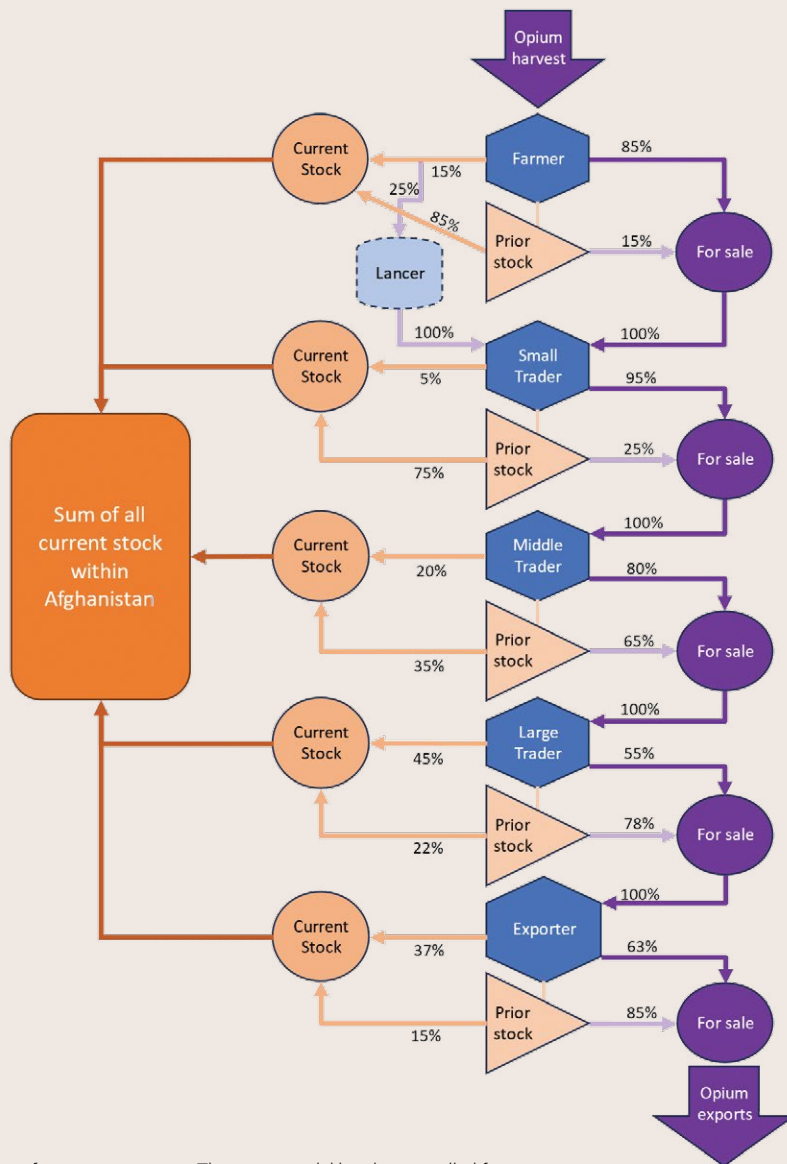 Opium
harvest
Current
Stock
15%
Farmer
85%
25%
85%
Prior
stock
15%
For sale
Lancer
100%
100%
Current
Stock
5%
Small
Trader
95%
75%
Prior
stock
25%
For sale
Sum of all
current stock
within
Afghanistan
100%
Current
Stock
20%
Middle
Trader
80%
35%
Prior
stock
65%
For sale
100%
Current
Stock
45%
Large
Trader
55%
22%
Prior
stock
78%
For sale
100%
Current
Stock
37%
Exporter
63%
15%
Prior
stock
85%
For sale
Opium
exports